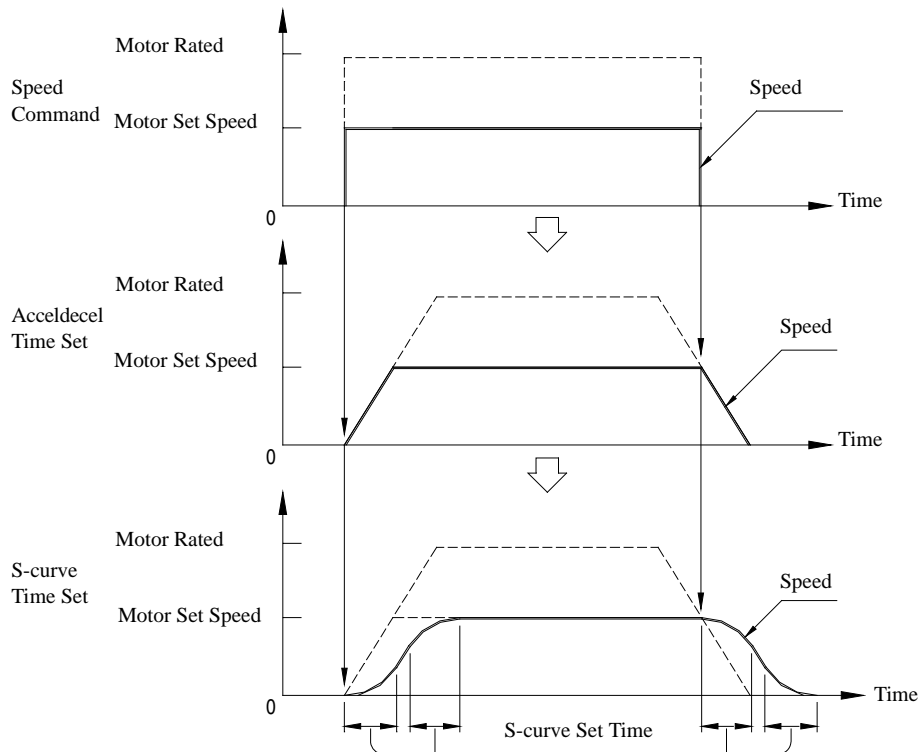 Motor Rated
Speed
Command
Speed
Motor Set Speed
0
Time
Motor Rated
Acceldecel
Time Set
Speed
Motor Set Speed
0
Time
Motor Rated
S-curve
Time Set
Speed
Motor Set Speed
0
Time
S-curve Set Time